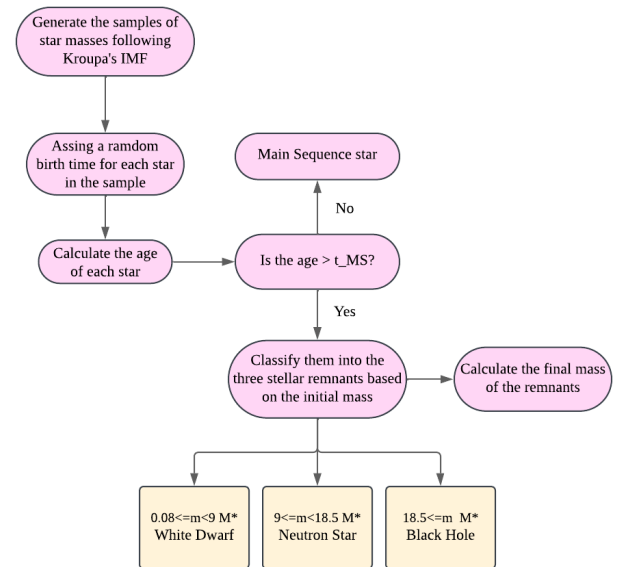 Generate the samples of
star masses following
Kroupa's IMF
Assing a ramdom
birth time for each star
in the sample
Main Sequence star
No
Calculate the age
of each star
Is the age > t_MS?
Yes
Classify them into the
three stellar remnants based
on the initial mass
Calculate the final mass
of the remnants
0.08<=m<9 M*
White Dwarf
9<=m<18.5 M*
Neutron Star
18.5<=m M*
Black Hole